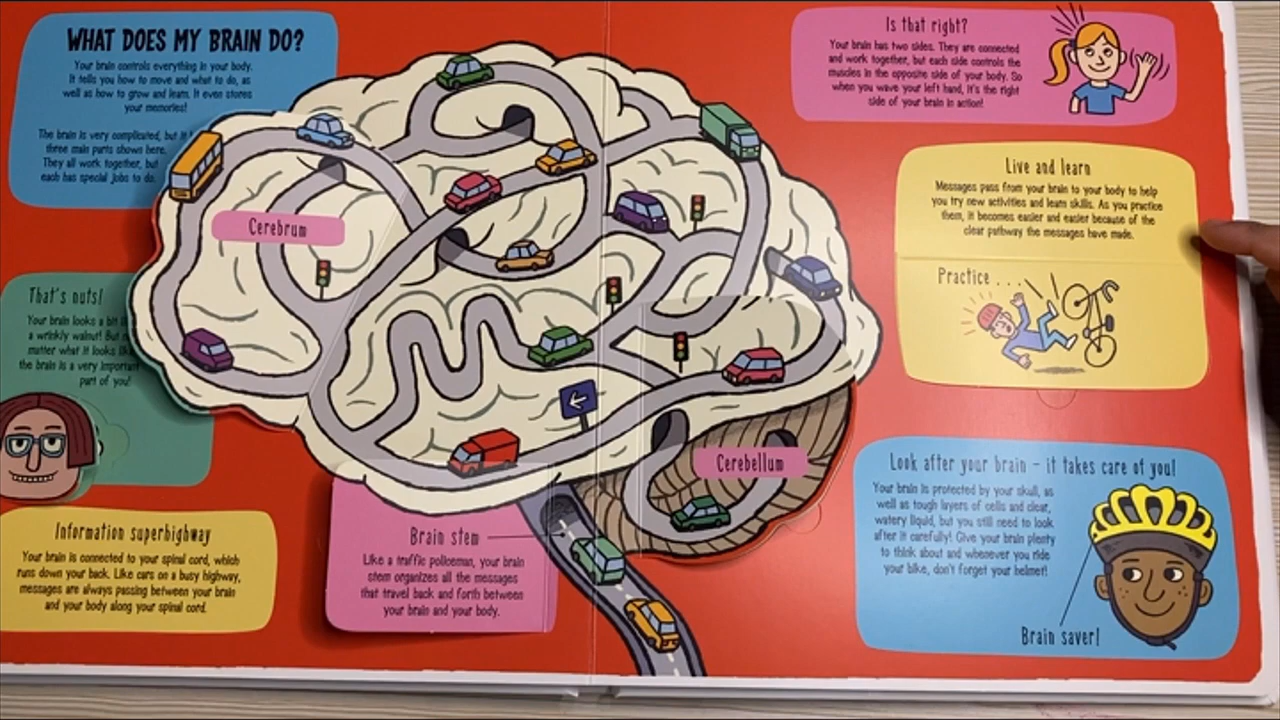 WHAT DOES MY BRAIN DO?
Your brain controls everything in your body.
It tells you how to move and what to do, as
well as how to grow and learn. It even stores
your memories!
The brain is very complicated, but
three main parts shown here.
They all work together, but
each has special jobs to do.
That's nuts!
Your brain looks a bit
a wrinkly walnut! But
matter what it looks
the brain is a very important
part of you!
Information superhighway
Your brain is connected to your spinal cord, which
runs down your back. Like cars on a busy highway,
messages are always passing between your brain
and your body along your spinal cord.
Cerebrum
Cerebellum
Brain stem
Like a traffic policeman, your brain
stem organizes all the messages
that travel back and forth between
your brain and your body.
Is that right?
Your brain has two sides. They are connected
and work together, but each side controls the
muscles in the opposite side of your body. So
when you wave your left hand, it's the right
side of your brain in action!
Live and learn
Messages pass from your brain to your body to help
you try new activities and learn skills. As you practice
them, it becomes easier and easier because of the
clear pathway the messages have made.
Practice . . . .
Look after your brain – it takes care of you!
Your brain is protected by your skull, as
well as tough layers of cells and clear,
watery liquid, but you still need to look
after it carefully! Give your brain plenty
to think about and whenever you ride
your bike, don't forget your helmet!
Brain saver!